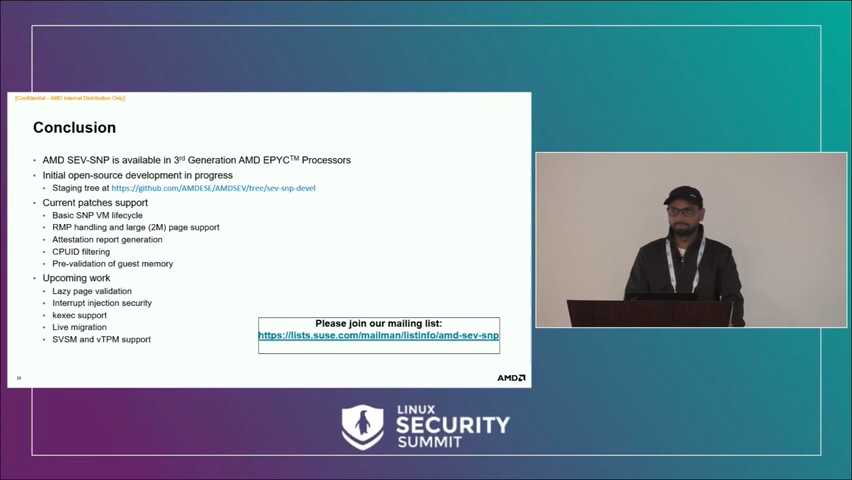 [Confidential - AMD Internal Distribution Only]
Conclusion
• AMD SEV-SNP is available in 3rd Generation AMD EPYC™ Processors
• Initial open-source development in progress
• Staging tree at https://github.com/AMDESE/AMDSEV/tree/sev-snp-devel
• Current patches support
• Basic SNP VM lifecycle
• RMP handling and large (2M) page support
• Attestation report generation
• CPUID filtering
• Pre-validation of guest memory
• Upcoming work
• Lazy page validation
• Interrupt injection security
• kexec support
• Live migration
• SVSM and vTPM support
Please join our mailing list:
https://lists.suse.com/mailman/listinfo/amd-sev-snp
AMD
LINUX
SECURITY
SUMMIT